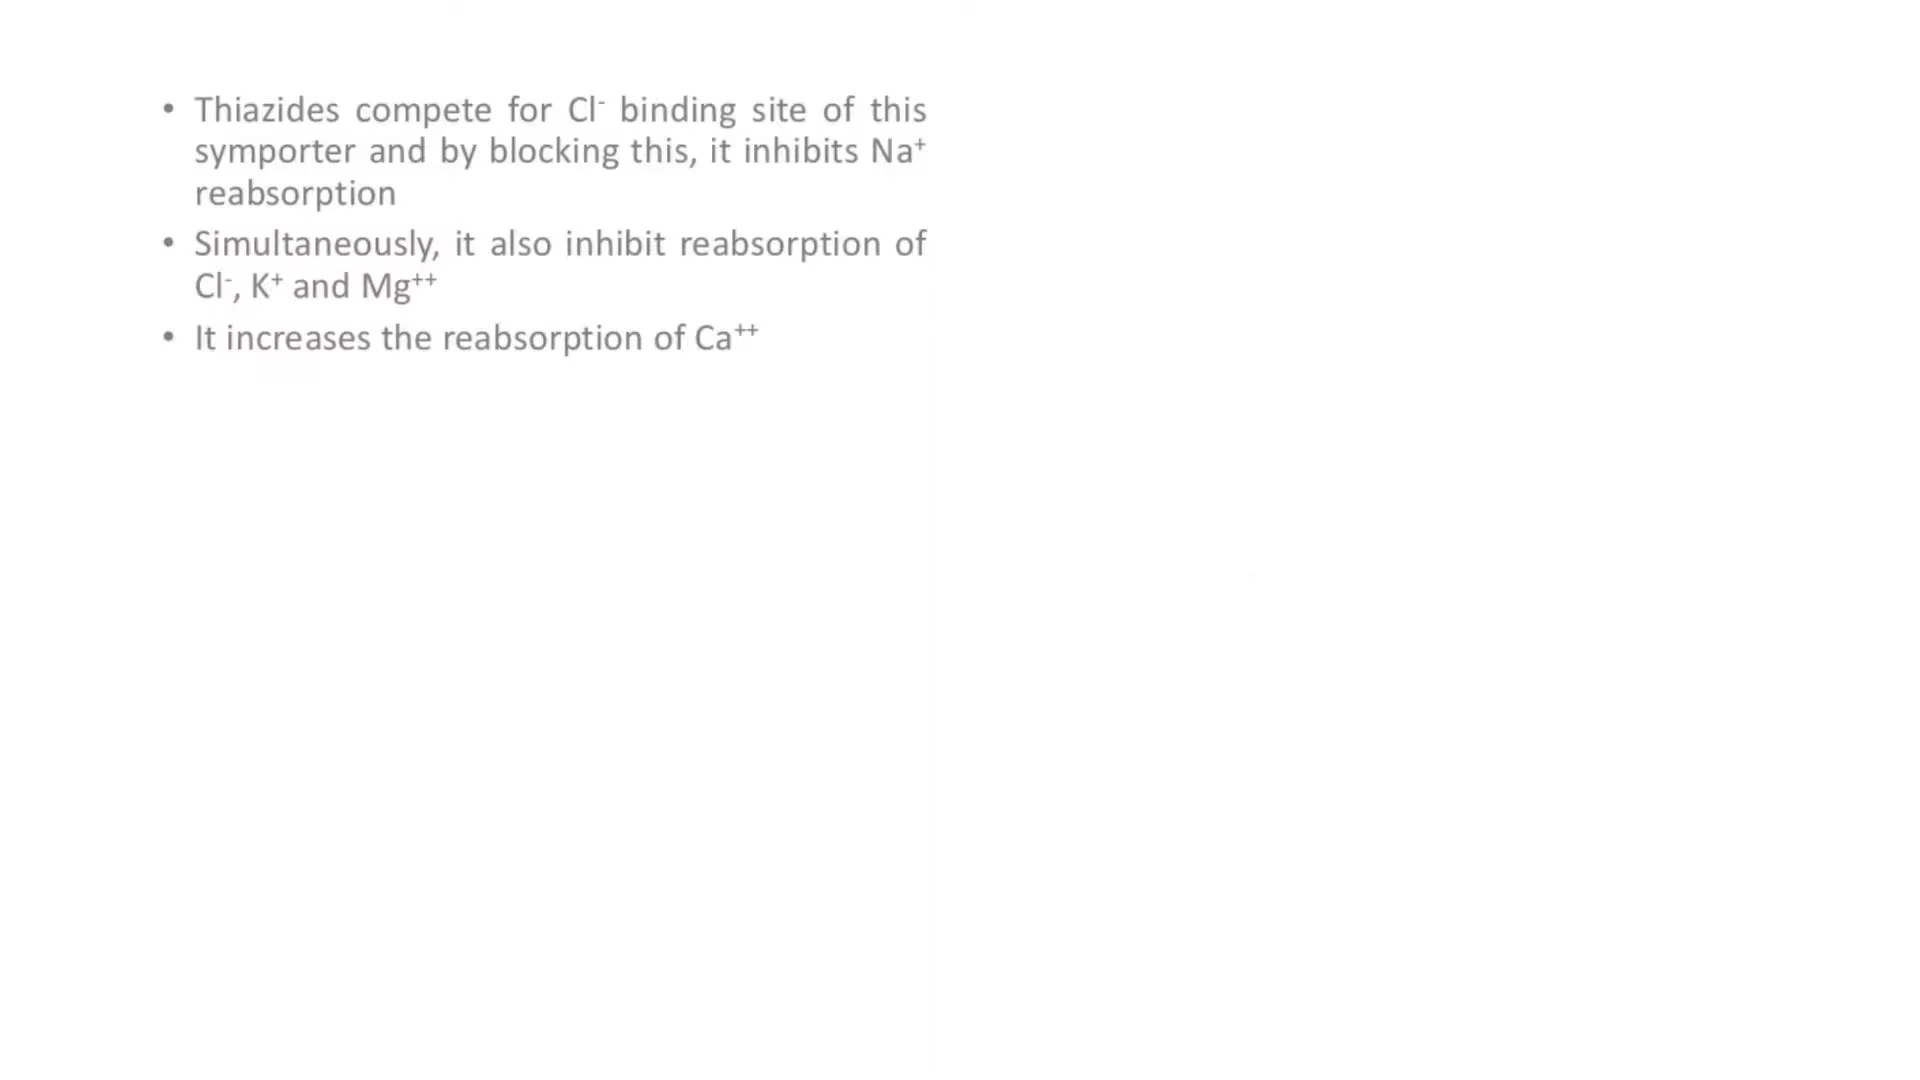 • Thiazides compete for Cl⁻ binding site of this
symporter and by blocking this, it inhibits Na⁺
reabsorption
• Simultaneously, it also inhibit reabsorption of
Cl⁻, K⁺ and Mg⁺⁺
• It increases the reabsorption of Ca⁺⁺